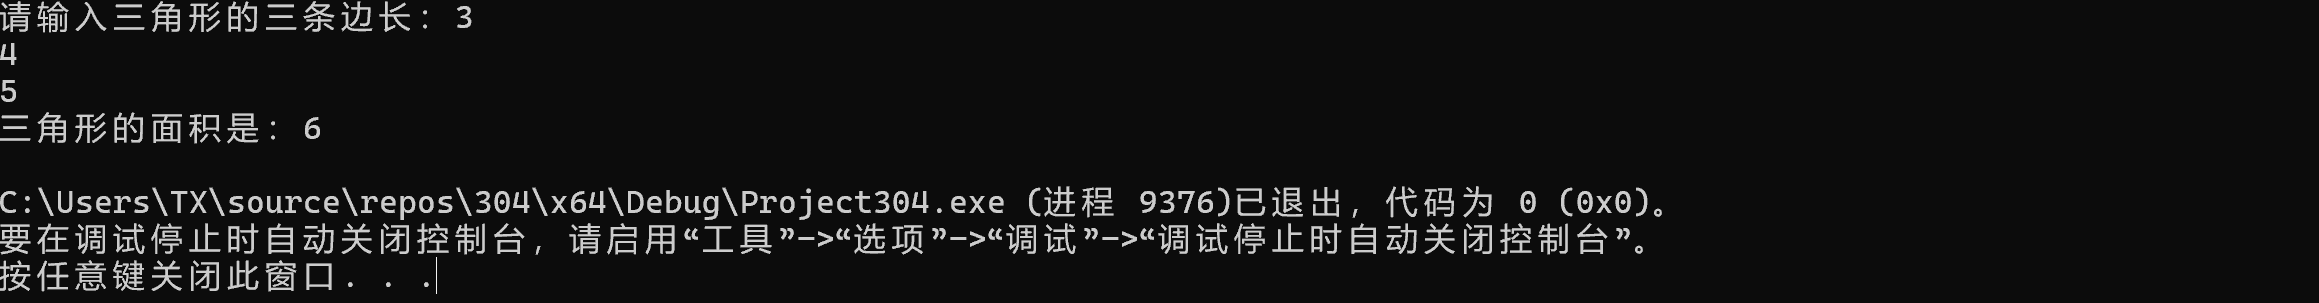 请输入三角形的三条边长：3
4
5
三角形的面积是：6
C:\Users\TX\source\repos\304\x64\Debug\Project304.exe (进程 9376)已退出，代码为 0 (0x0)。
要在调试停止时自动关闭控制台，请启用“工具”->“选项”->“调试”->“调试停止时自动关闭控制台”。
按任意键关闭此窗口. . .